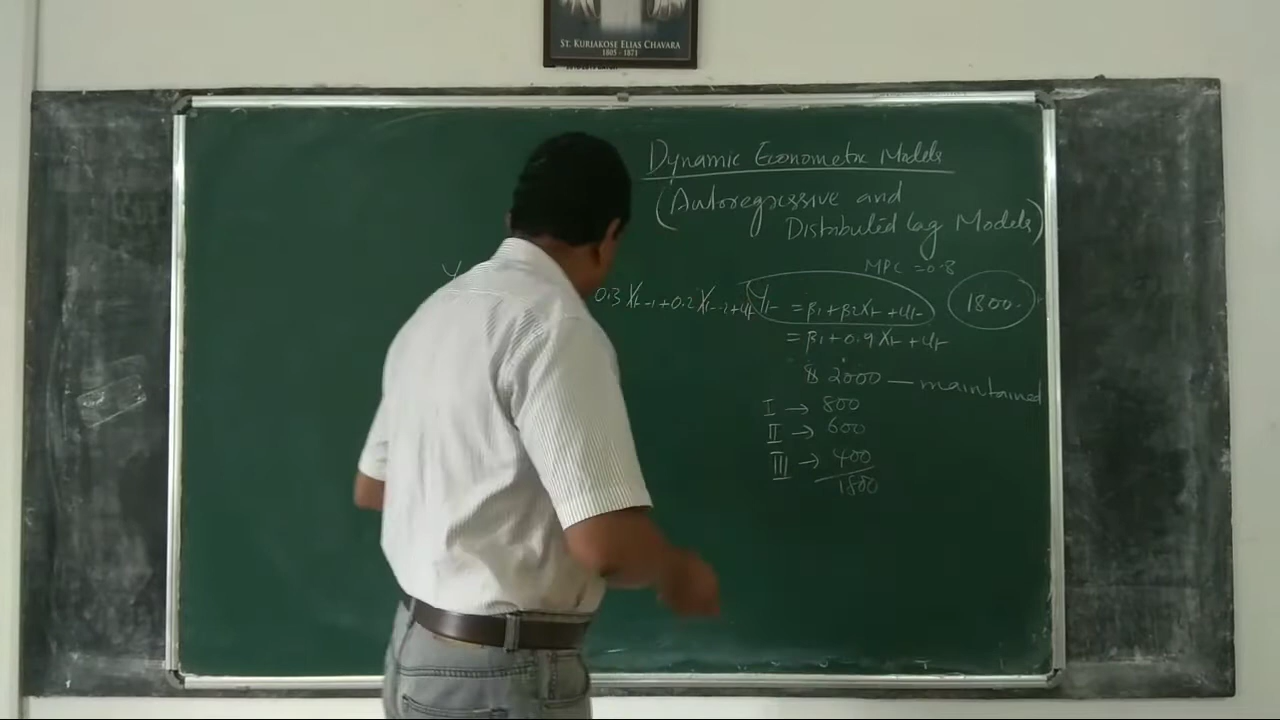 ST. KURIAKOSE ELIAS CHAVARA
1805 - 1871
Dynamic Econometric Models
(Autoregressive and
Distributed lag Models)
MPC = 0.8
Y
0.3 Xt-1 + 0.2 Xt-2 + ut
Yt = β1 + β2Xt + ut
1800
= β1 + 0.9 Xt + ut
$ 2000 — maintained
I → 800
II → 600
III → 400
1800